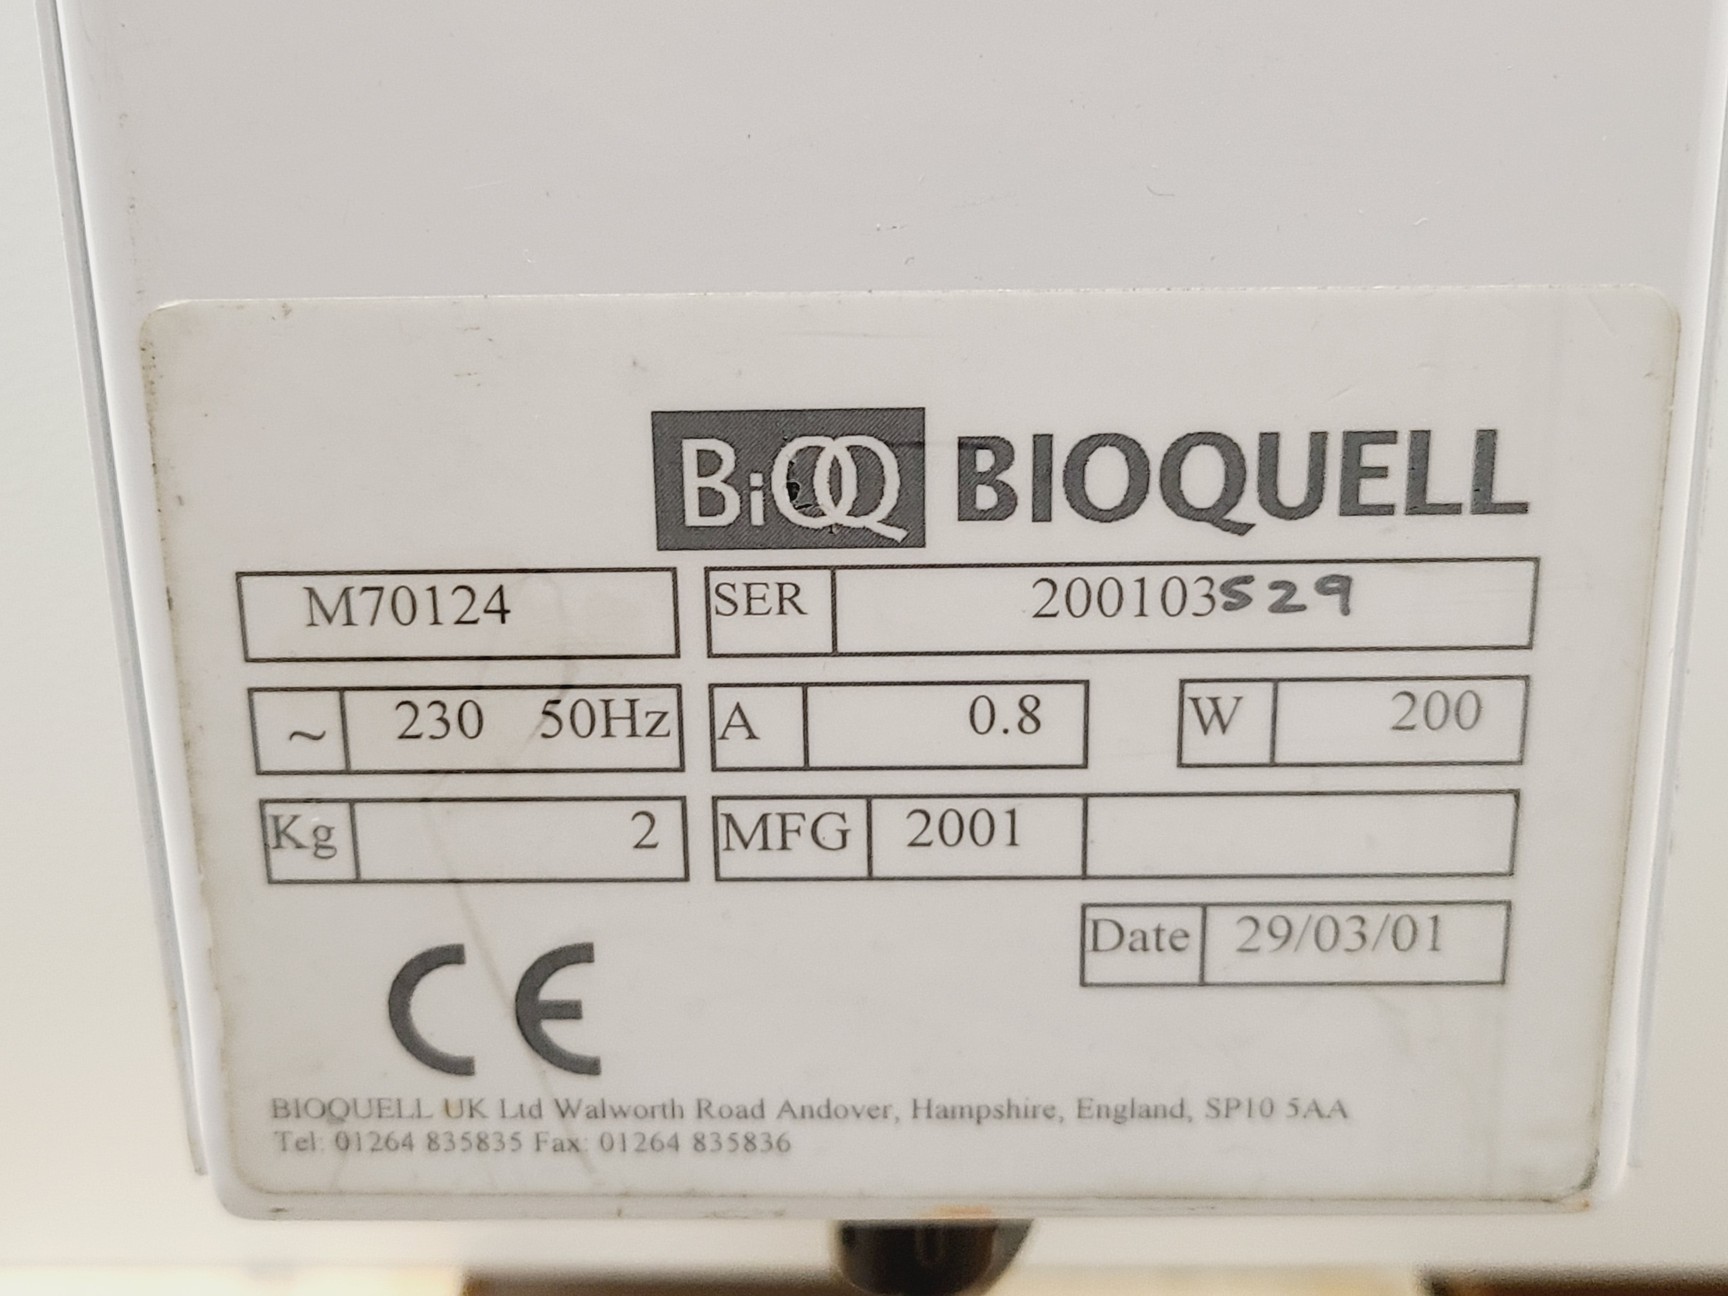 BiOQ BIOQUELL
M70124 SER 200103529
~ 230 50Hz A 0.8 W 200
Kg 2 MFG 2001
Date 29/03/01
CE
BIOQUELL UK Ltd Walworth Road Andover, Hampshire, England, SP10 5AA
Tel: 01264 835835 Fax: 01264 835836